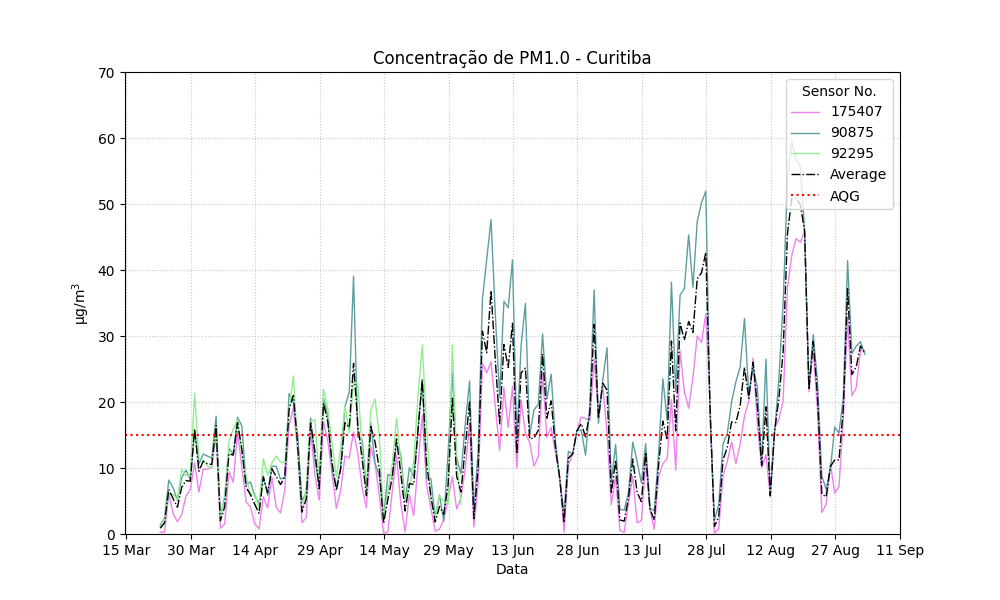 Concentração de PM1.0 - Curitiba
70
60
50
40
30
20
10
0
µg/m³
Sensor No.
175407
90875
92295
Average
AQG
15 Mar 30 Mar 14 Apr 29 Apr 14 May 29 May 13 Jun 28 Jun 13 Jul 28 Jul 12 Aug 27 Aug 11 Sep
Data